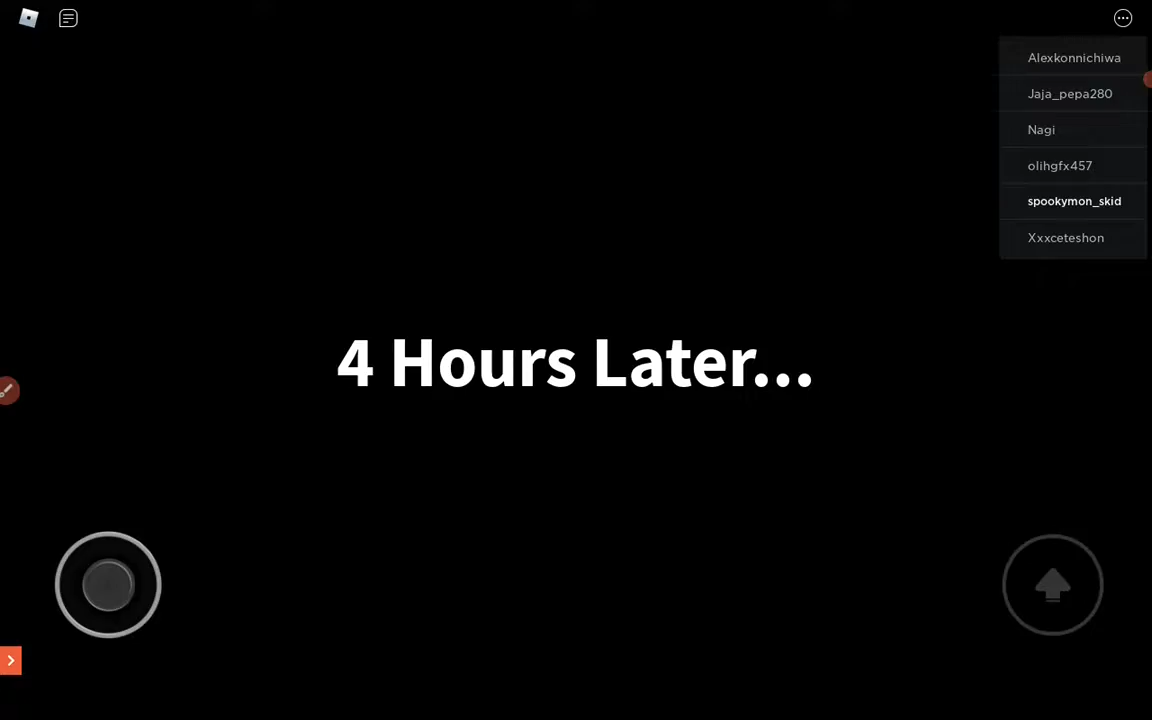 Alexkonnichiwa
Jaja_pepa280
Nagi
olihgfx457
spookymon_skid
Xxxceteshon
4 Hours Later...